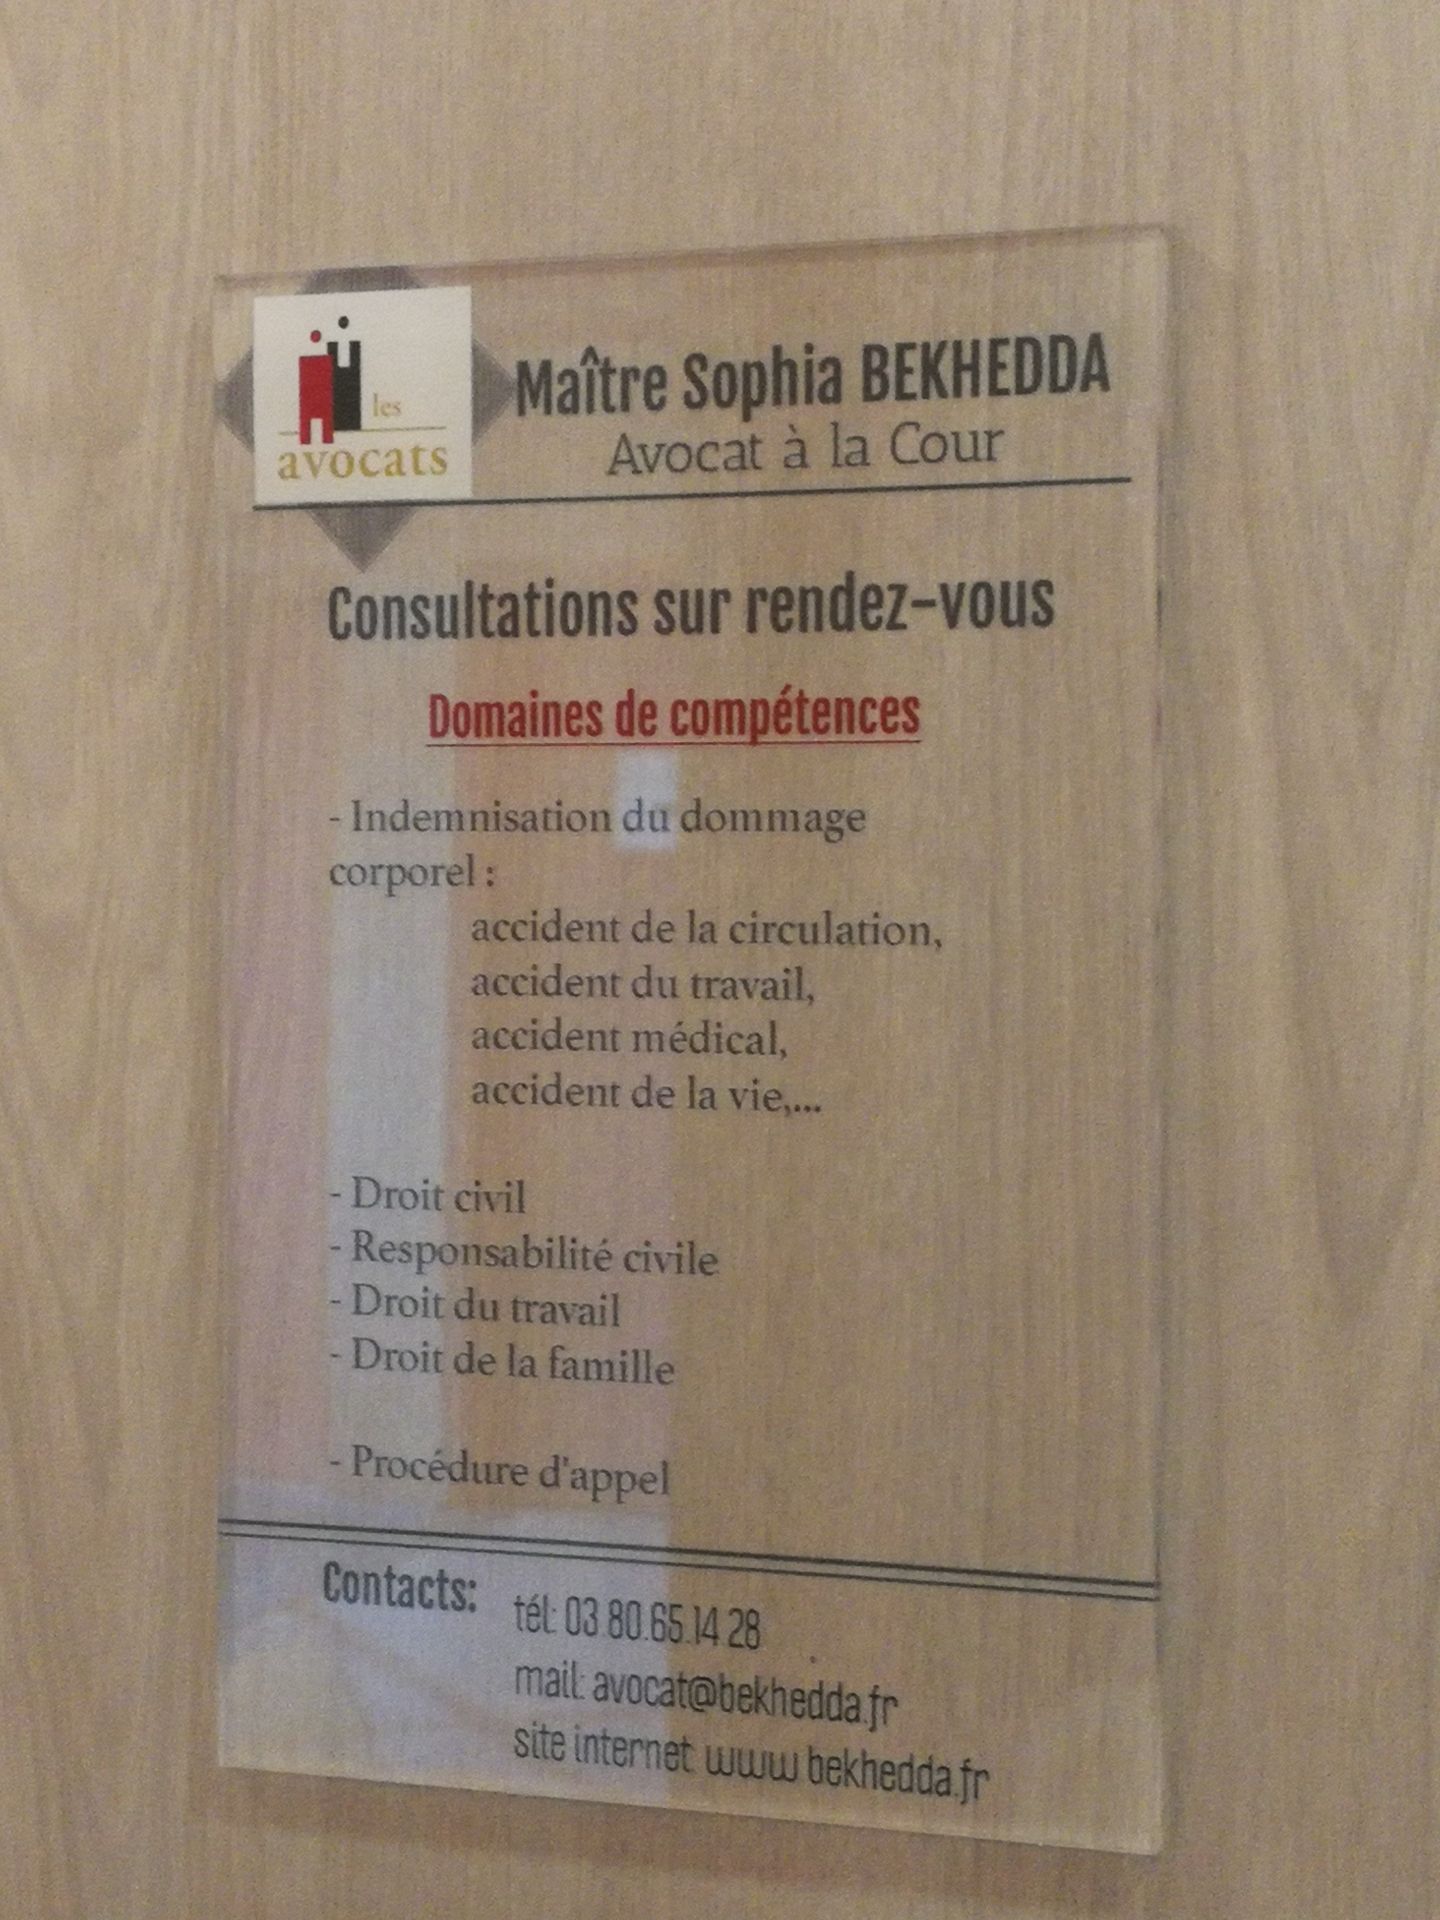 les
avocats
Maître Sophia BEKHEDDA
Avocat à la Cour
Consultations sur rendez-vous
Domaines de compétences
- Indemnisation du dommage
corporel :
accident de la circulation,
accident du travail,
accident médical,
accident de la vie,...
- Droit civil
- Responsabilité civile
- Droit du travail
- Droit de la famille
- Procédure d'appel
Contacts:
tél: 03.80.65.14.28
mail: avocat@bekhedda.fr
site internet: www.bekhedda.fr